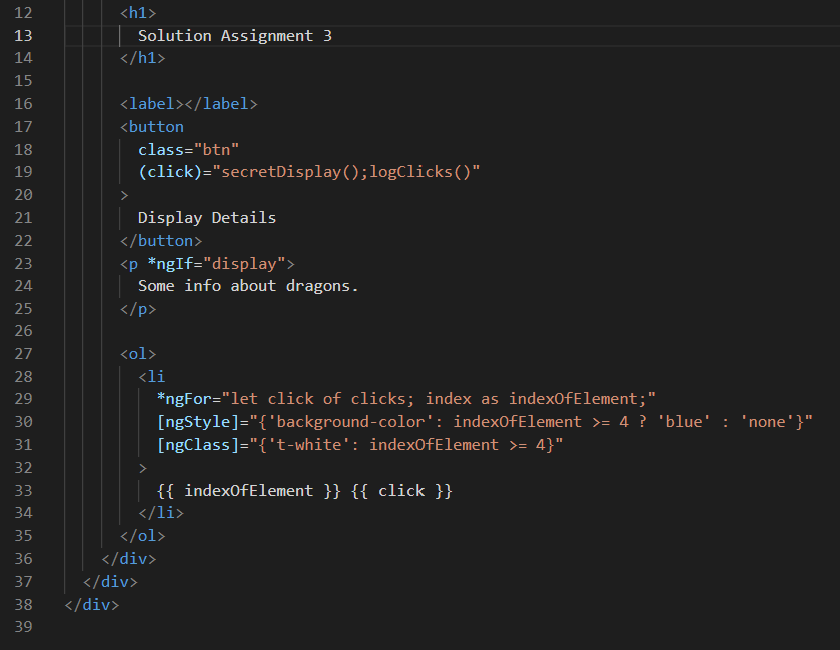 12 <h1>
13 Solution Assignment 3
14 </h1>
15
16 <label></label>
17 <button
18 class="btn"
19 (click)="secretDisplay();logClicks()"
20 >
21 Display Details
22 </button>
23 <p *ngIf="display">
24 Some info about dragons.
25 </p>
26
27 <ol>
28 <li
29 *ngFor="let click of clicks; index as indexOfElement;"
30 [ngStyle]="{'background-color': indexOfElement >= 4 ? 'blue' : 'none'}"
31 [ngClass]="{'t-white': indexOfElement >= 4}"
32 >
33 {{ indexOfElement }} {{ click }}
34 </li>
35 </ol>
36 </div>
37 </div>
38 </div>
39